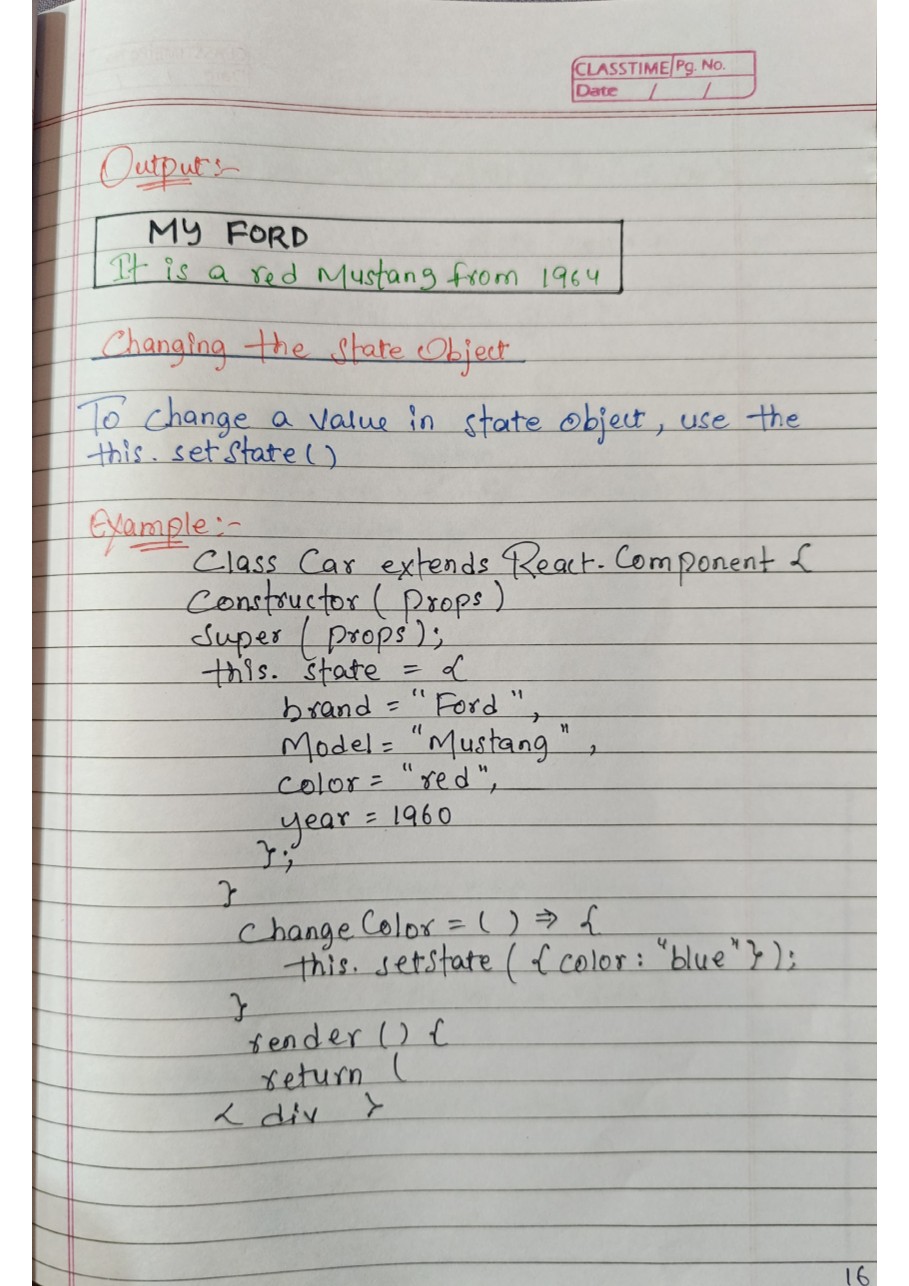 CLASSTIME Pg. No.
Date / /
Output:-
MY FORD
It is a red Mustang from 1964
Changing the State Object
To change a value in state object, use the
this. setState()
Example:-
Class Car extends React. Component {
Constructor ( props )
Super ( props );
this. state = {
brand = "Ford",
Model = "Mustang",
color = "red",
year = 1960
};
}
change Color = ( ) => {
this. setState ( { color : "blue" } );
}
render () {
return (
< div >
16